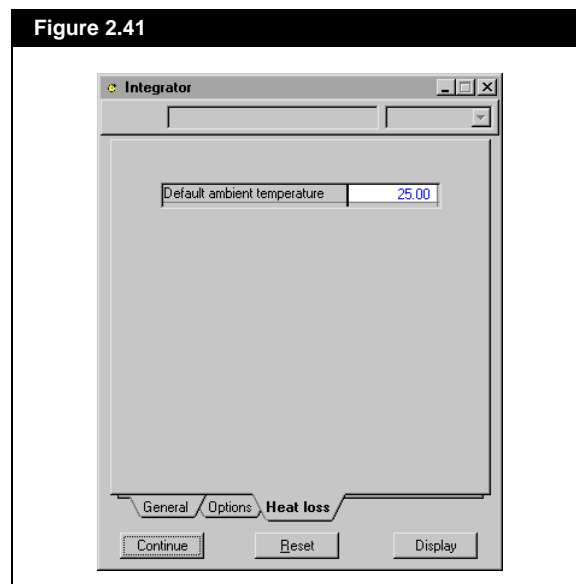 Figure 2.41
Integrator
Default ambient temperature 25.00
General Options Heat loss
Continue Reset Display